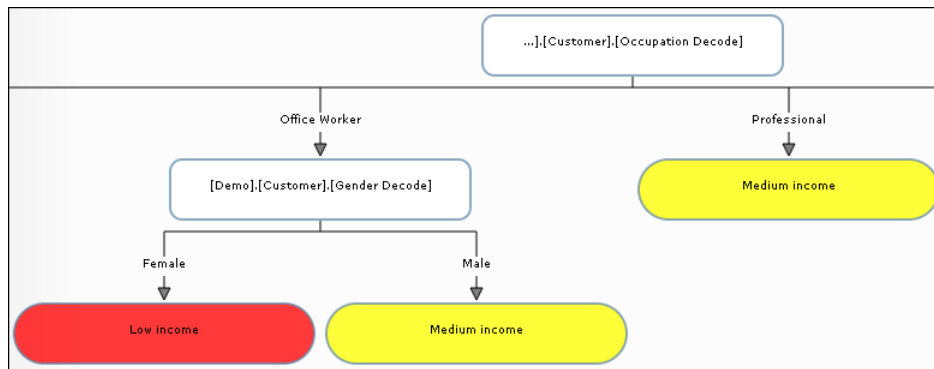 ...].[Customer].[Occupation Decode]
Office Worker
Professional
[Demo].[Customer].[Gender Decode]
Medium income
Female
Male
Low income
Medium income